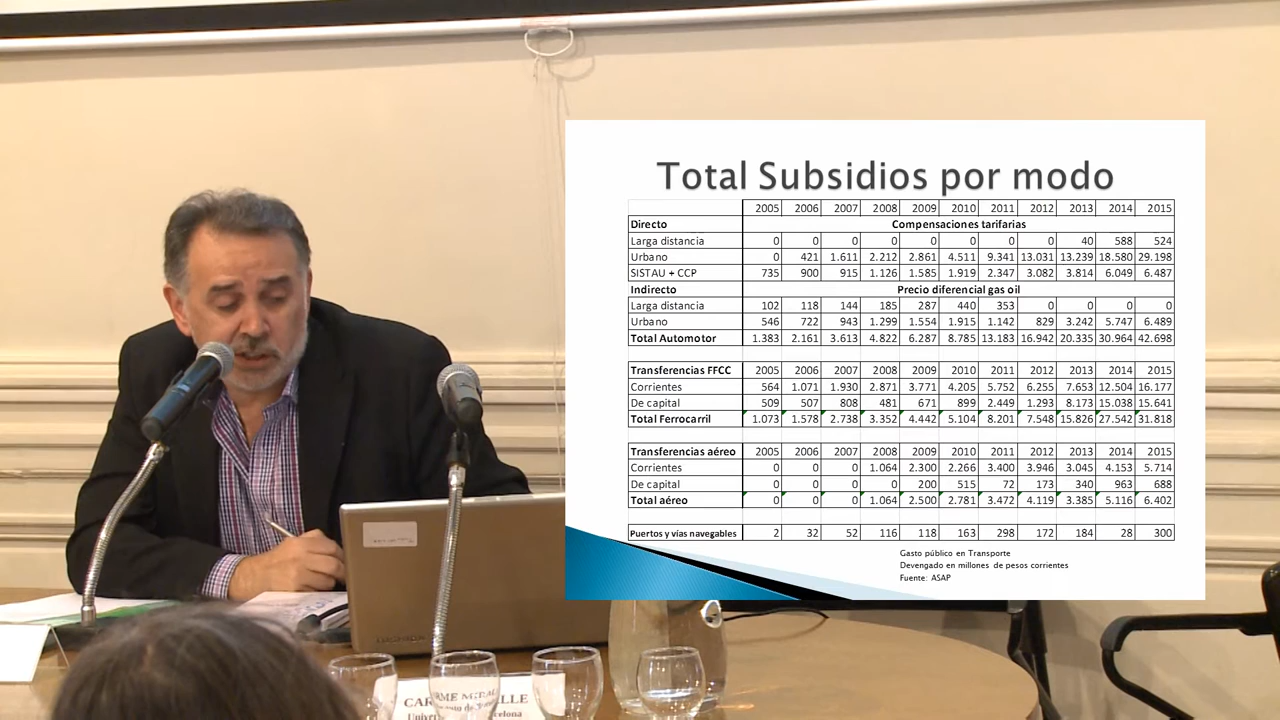 Total Subsidios por modo
2005 2006 2007 2008 2009 2010 2011 2012 2013 2014 2015
Directo Compensaciones tarifarias
Larga distancia 0 0 0 0 0 0 0 0 40 588 524
Urbano 0 421 1.611 2.212 2.861 4.511 9.341 13.031 13.239 18.580 29.198
SISTAU + CCP 735 900 915 1.126 1.585 1.919 2.347 3.082 3.814 6.049 6.487
Indirecto Precio diferencial gas oil
Larga distancia 102 118 144 185 287 440 353 0 0 0 0
Urbano 546 722 943 1.299 1.554 1.915 1.142 829 3.242 5.747 6.489
Total Automotor 1.383 2.161 3.613 4.822 6.287 8.785 13.183 16.942 20.335 30.964 42.698
Transferencias FFCC 2005 2006 2007 2008 2009 2010 2011 2012 2013 2014 2015
Corrientes 564 1.071 1.930 2.871 3.771 4.205 5.752 6.255 7.653 12.504 16.177
De capital 509 507 808 481 671 899 2.449 1.293 8.173 15.038 15.641
Total Ferrocarril 1.073 1.578 2.738 3.352 4.442 5.104 8.201 7.548 15.826 27.542 31.818
Transferencias aéreo 2005 2006 2007 2008 2009 2010 2011 2012 2013 2014 2015
Corrientes 0 0 0 1.064 2.300 2.266 3.400 3.946 3.045 4.153 5.714
De capital 0 0 0 0 200 515 72 173 340 963 688
Total aéreo 0 0 0 1.064 2.500 2.781 3.472 4.119 3.385 5.116 6.402
Puertos y vías navegables 2 32 52 116 118 163 298 172 184 28 300
Gasto público en Transporte
Devengado en millones de pesos corrientes
Fuente: ASAP